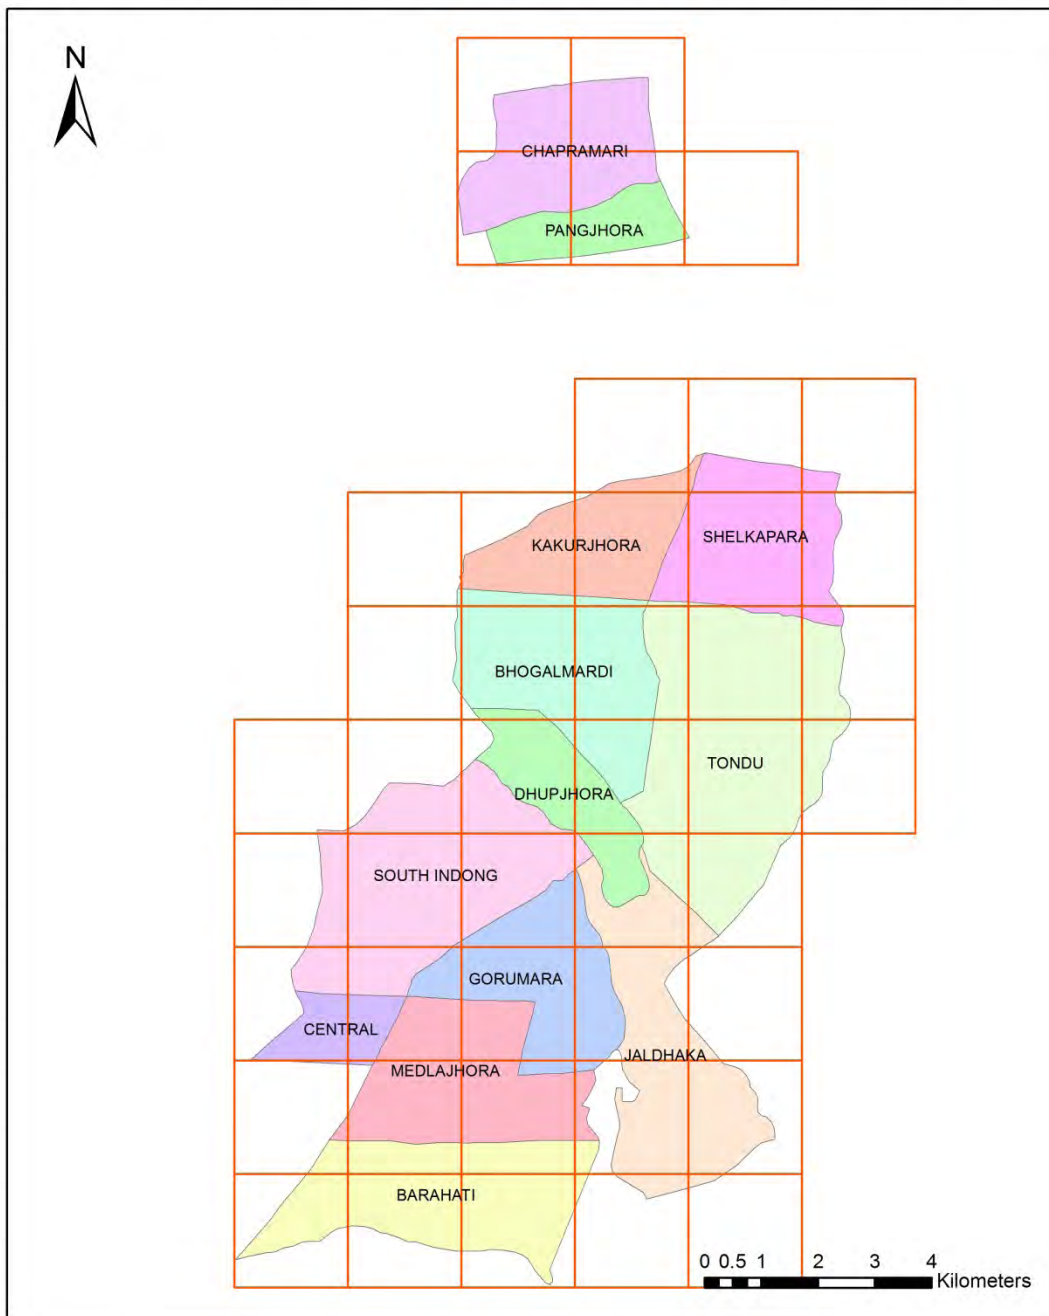 N
CHAPRAMARI
PANGJHORA
KAKURJHORA
SHELKAPARA
BHOGALMARDI
TONDU
DHUPJHORA
SOUTH INDONG
GORUMARA
CENTRAL
JALDHAKA
MEDLAJHORA
BARAHATI
0 0.5 1 2 3 4
Kilometers